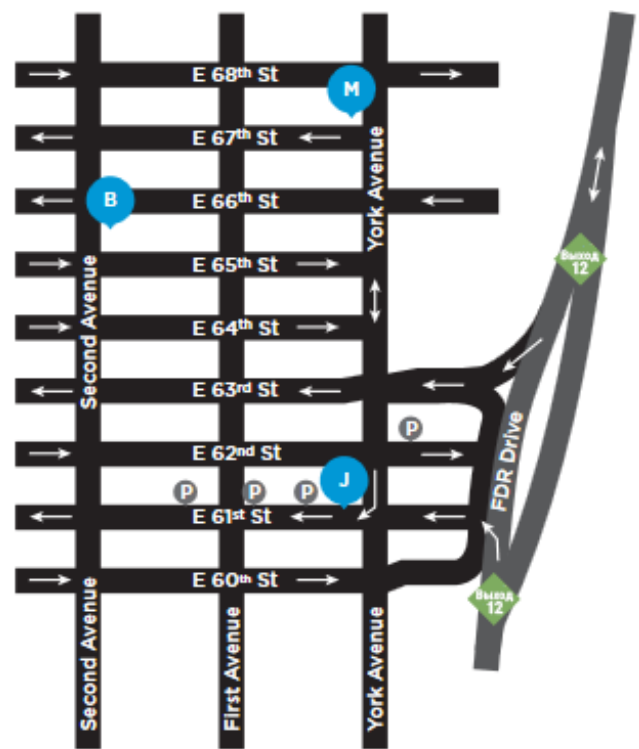 E 68th St
M
E 67th St
B
E 66th St
York Avenue
Выход
12
E 65th St
Second Avenue
E 64th St
E 63rd St
P
E 62nd St
J
FDR Drive
P
P
P
E 61st St
E 60th St
Выход
12
Second Avenue
First Avenue
York Avenue